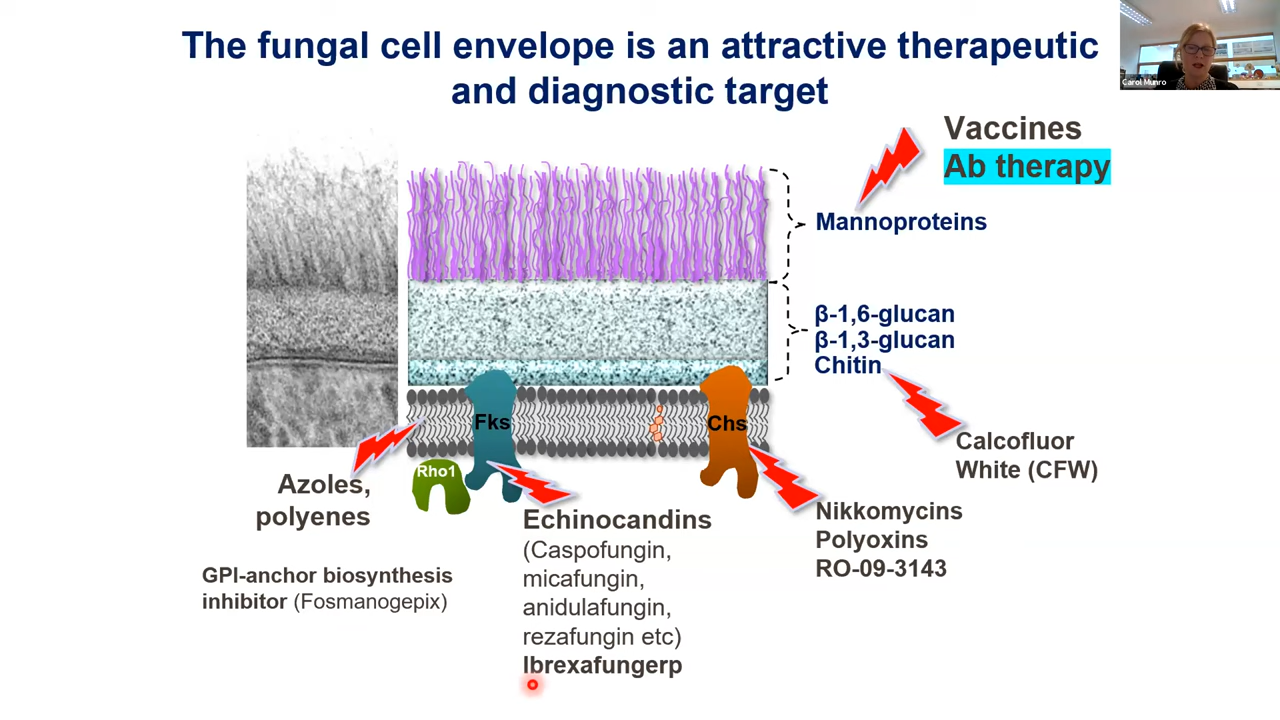 The fungal cell envelope is an attractive therapeutic
and diagnostic target
Carol Munro
Vaccines
Ab therapy
Mannoproteins
β-1,6-glucan
β-1,3-glucan
Chitin
Fks
Chs
Rho1
Calcofluor
White (CFW)
Azoles,
polyenes
GPI-anchor biosynthesis
inhibitor (Fosmanogepix)
Echinocandins
(Caspofungin,
micafungin,
anidulafungin,
rezafungin etc)
Ibrexafungerp
Nikkomycins
Polyoxins
RO-09-3143